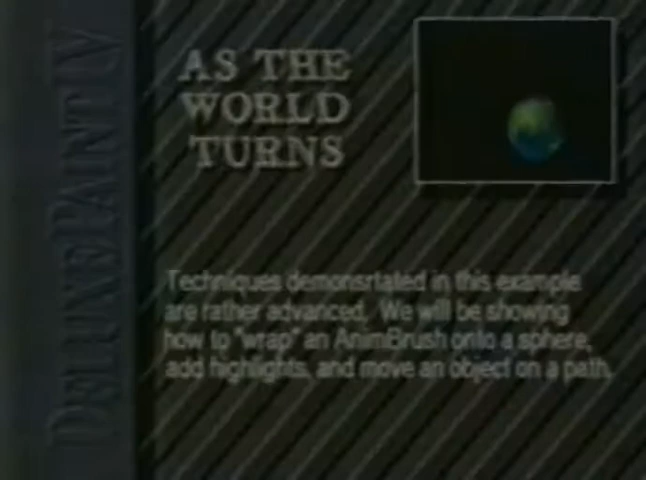 DELUXEPAINT IV
AS THE
WORLD
TURNS
Techniques demonsrtated in this example
are rather advanced. We will be showing
how to "wrap" an AnimBrush onto a sphere,
add highlights, and move an object on a path.